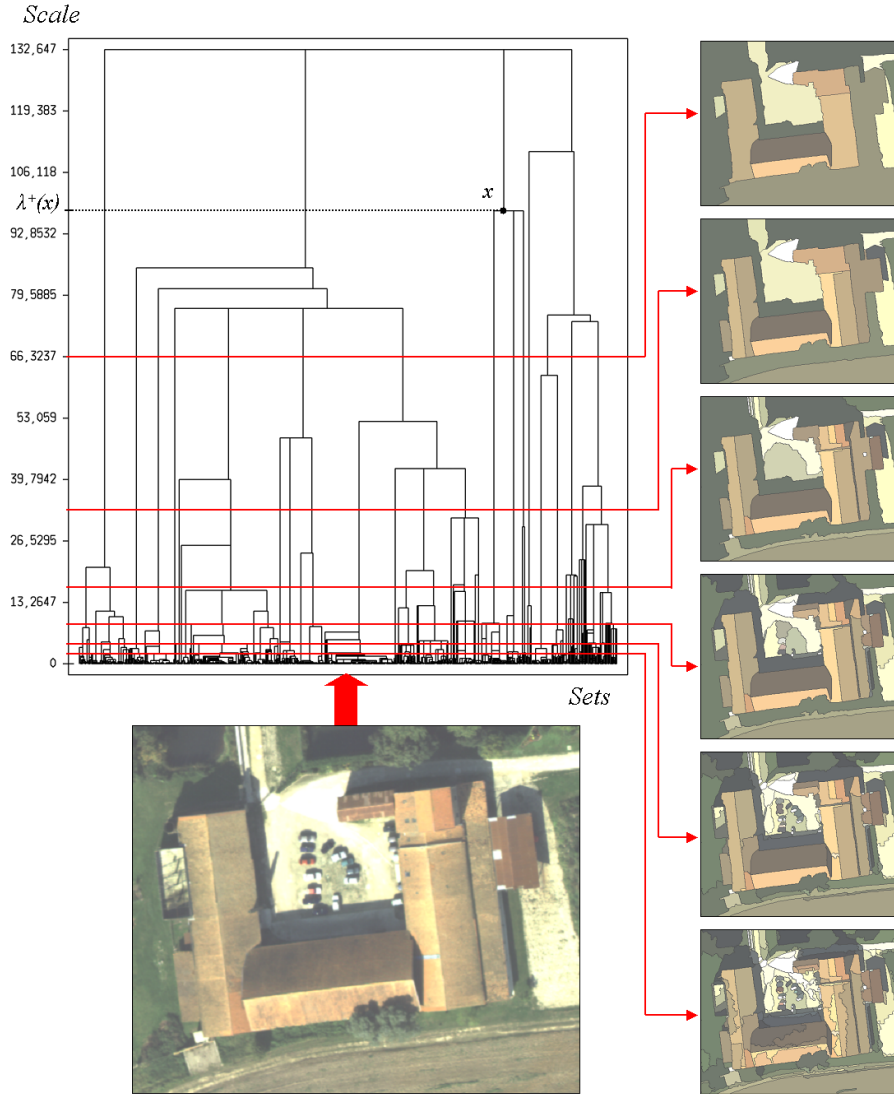 Scale
132,647
119,383
106,118
x
λ⁺(x)
92,8532
79,5885
66,3237
53,059
39,7942
26,5295
13,2647
0
Sets